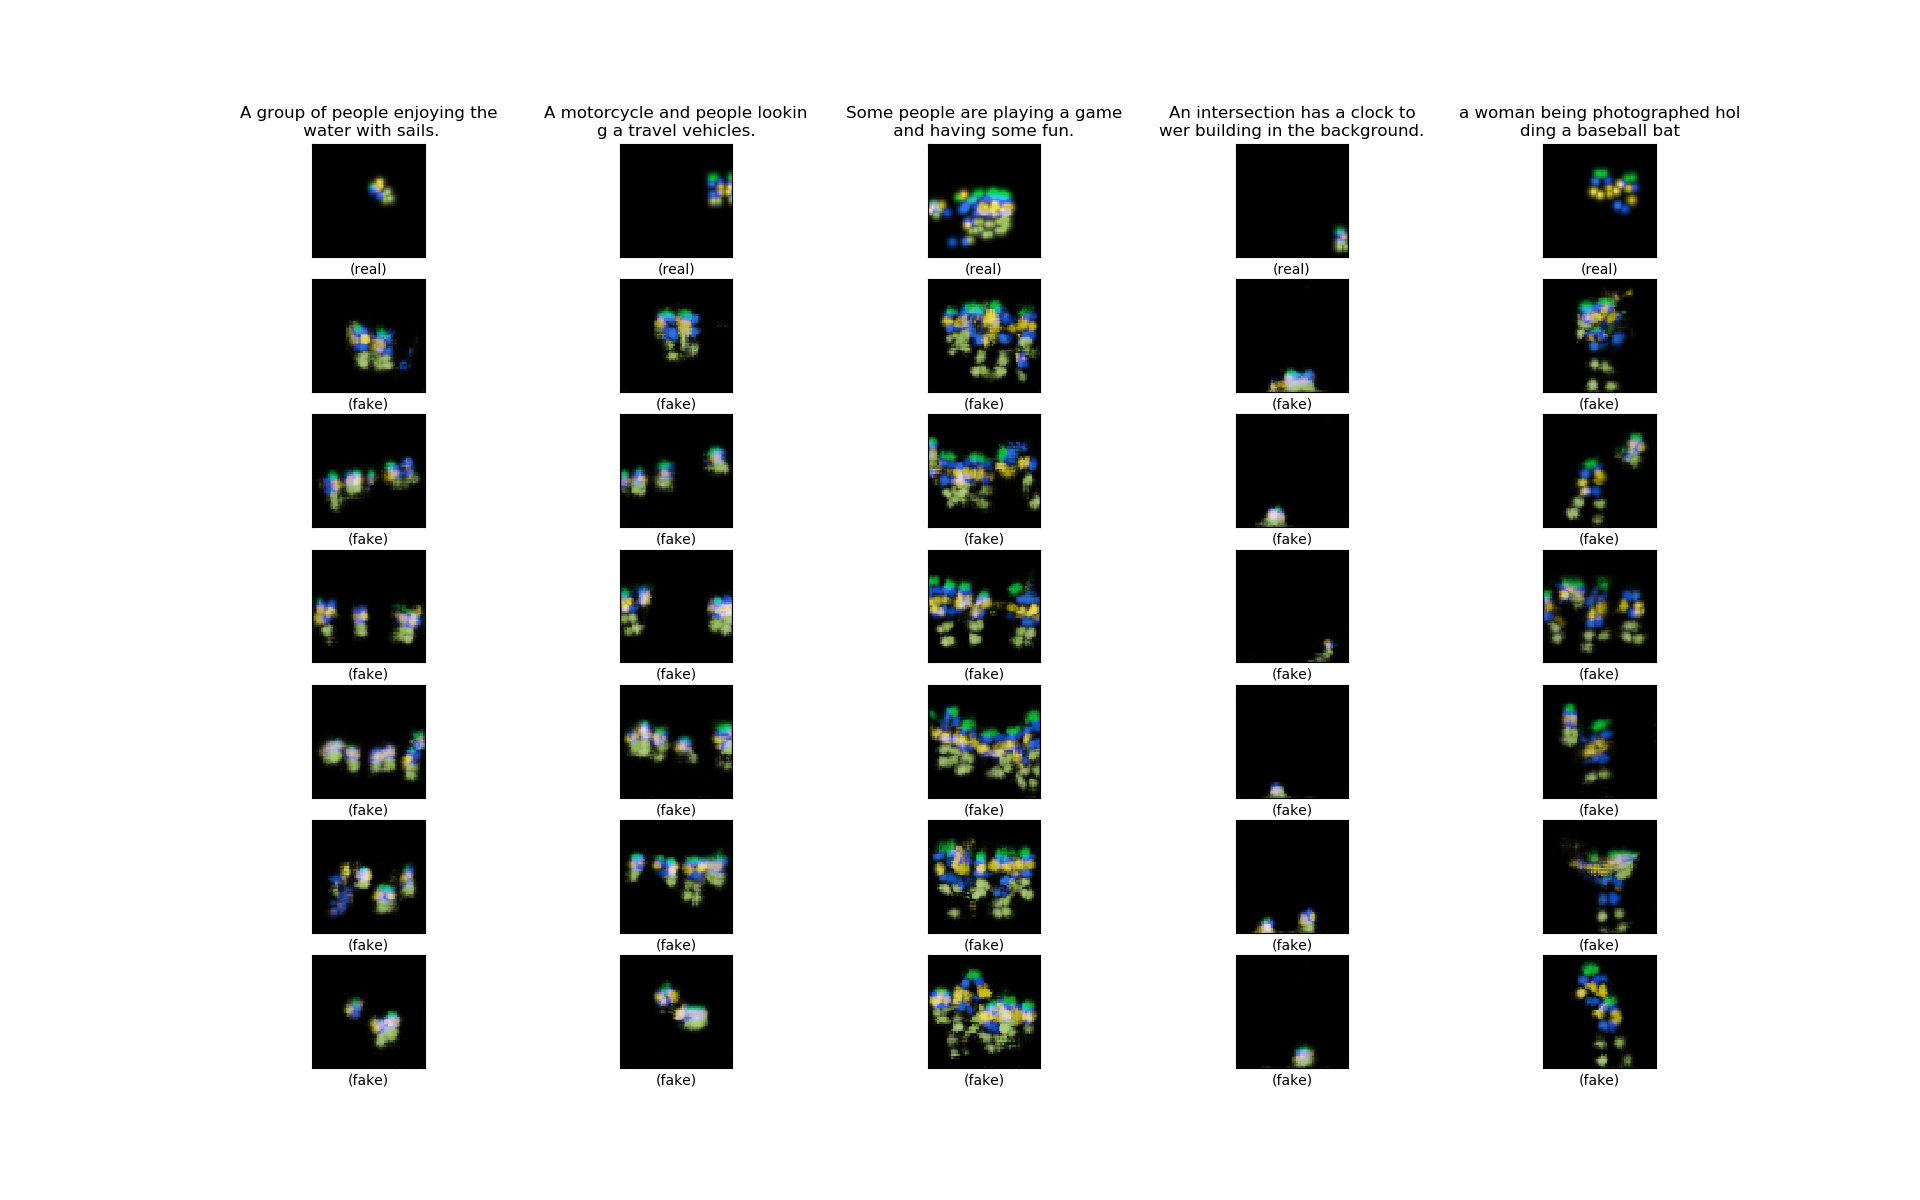 A group of people enjoying the
water with sails.
A motorcycle and people lookin
g a travel vehicles.
Some people are playing a game
and having some fun.
An intersection has a clock to
wer building in the background.
a woman being photographed hol
ding a baseball bat
(real) (real) (real) (real) (real)
(fake) (fake) (fake) (fake) (fake)
(fake) (fake) (fake) (fake) (fake)
(fake) (fake) (fake) (fake) (fake)
(fake) (fake) (fake) (fake) (fake)
(fake) (fake) (fake) (fake) (fake)
(fake) (fake) (fake) (fake) (fake)